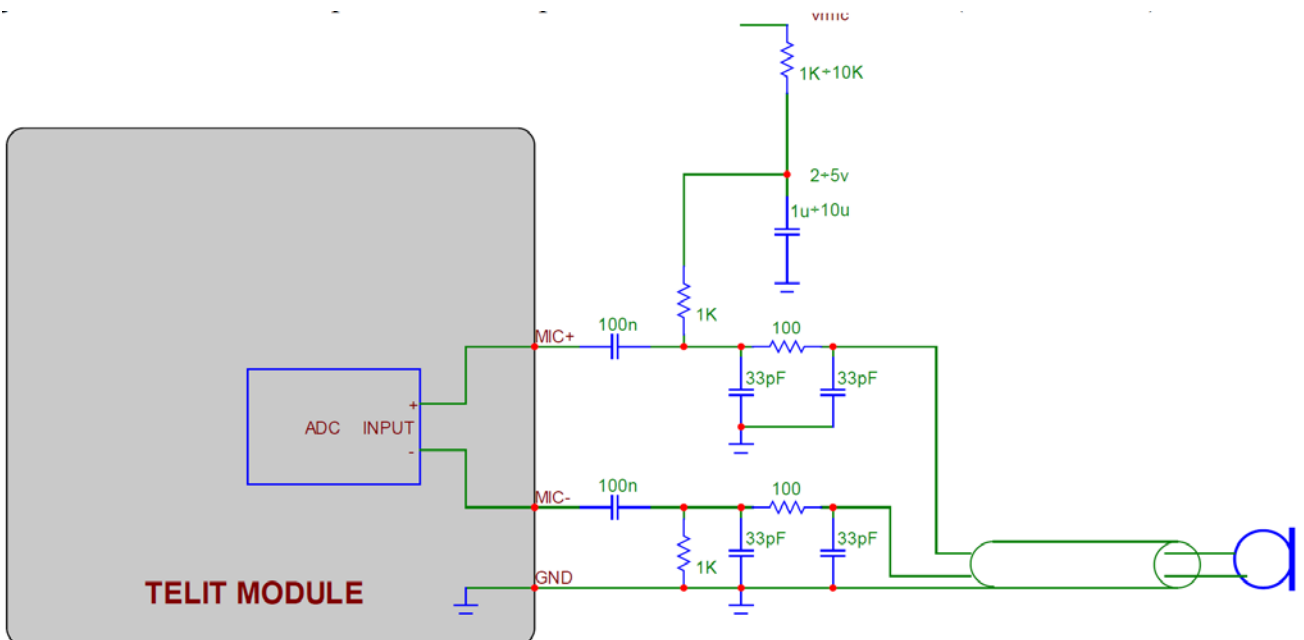 1K÷10K
2÷5v
1u÷10u
1K
100n
MIC+
100
33pF
33pF
+
ADC INPUT
-
100n
MIC-
100
33pF
33pF
1K
GND
TELIT MODULE